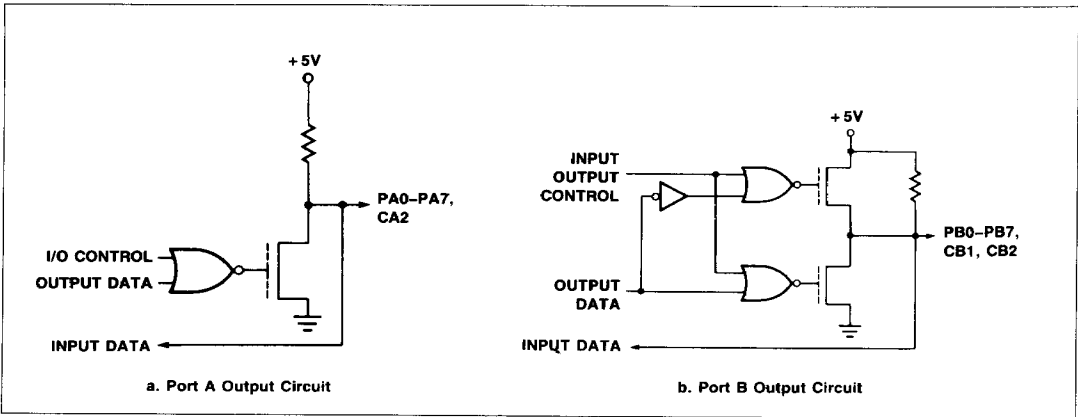 +5V
PA0–PA7,
CA2
I/O CONTROL
OUTPUT DATA
INPUT DATA
a. Port A Output Circuit
+5V
INPUT
OUTPUT
CONTROL
PB0–PB7,
CB1, CB2
OUTPUT
DATA
INPUT DATA
b. Port B Output Circuit